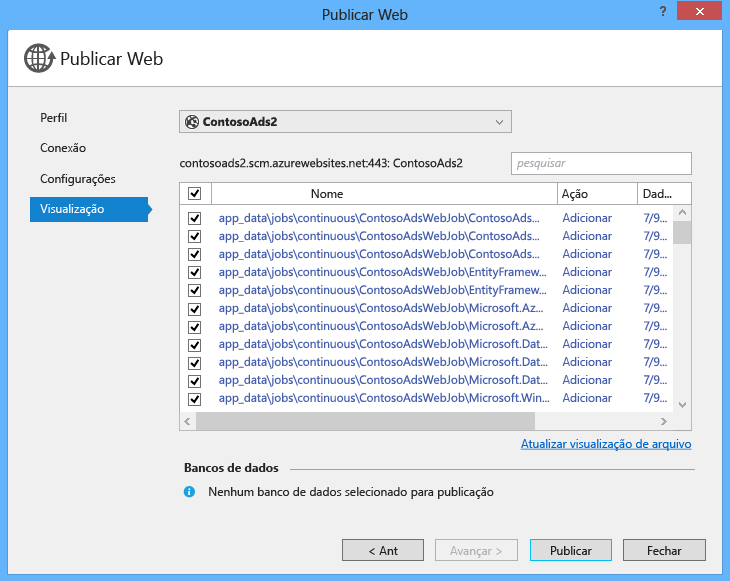 Publicar Web
?
Publicar Web
Perfil
Conexão
Configurações
Visualização
ContosoAds2
contosoads2.scm.azurewebsites.net:443: ContosoAds2
pesquisar
Nome Ação Dad...
app_data\jobs\continuous\ContosoAdsWebJob\ContosoAds... Adicionar 7/9...
app_data\jobs\continuous\ContosoAdsWebJob\ContosoAds... Adicionar 7/9...
app_data\jobs\continuous\ContosoAdsWebJob\ContosoAds... Adicionar 7/9...
app_data\jobs\continuous\ContosoAdsWebJob\EntityFramew... Adicionar 7/9...
app_data\jobs\continuous\ContosoAdsWebJob\EntityFramew... Adicionar 7/9...
app_data\jobs\continuous\ContosoAdsWebJob\Microsoft.Az... Adicionar 7/9...
app_data\jobs\continuous\ContosoAdsWebJob\Microsoft.Az... Adicionar 7/9...
app_data\jobs\continuous\ContosoAdsWebJob\Microsoft.Dat... Adicionar 7/9...
app_data\jobs\continuous\ContosoAdsWebJob\Microsoft.Dat... Adicionar 7/9...
app_data\jobs\continuous\ContosoAdsWebJob\Microsoft.Dat... Adicionar 7/9...
app_data\jobs\continuous\ContosoAdsWebJob\Microsoft.Win... Adicionar 7/9...
Atualizar visualização de arquivo
Bancos de dados
Nenhum banco de dados selecionado para publicação
< Ant Avançar > Publicar Fechar